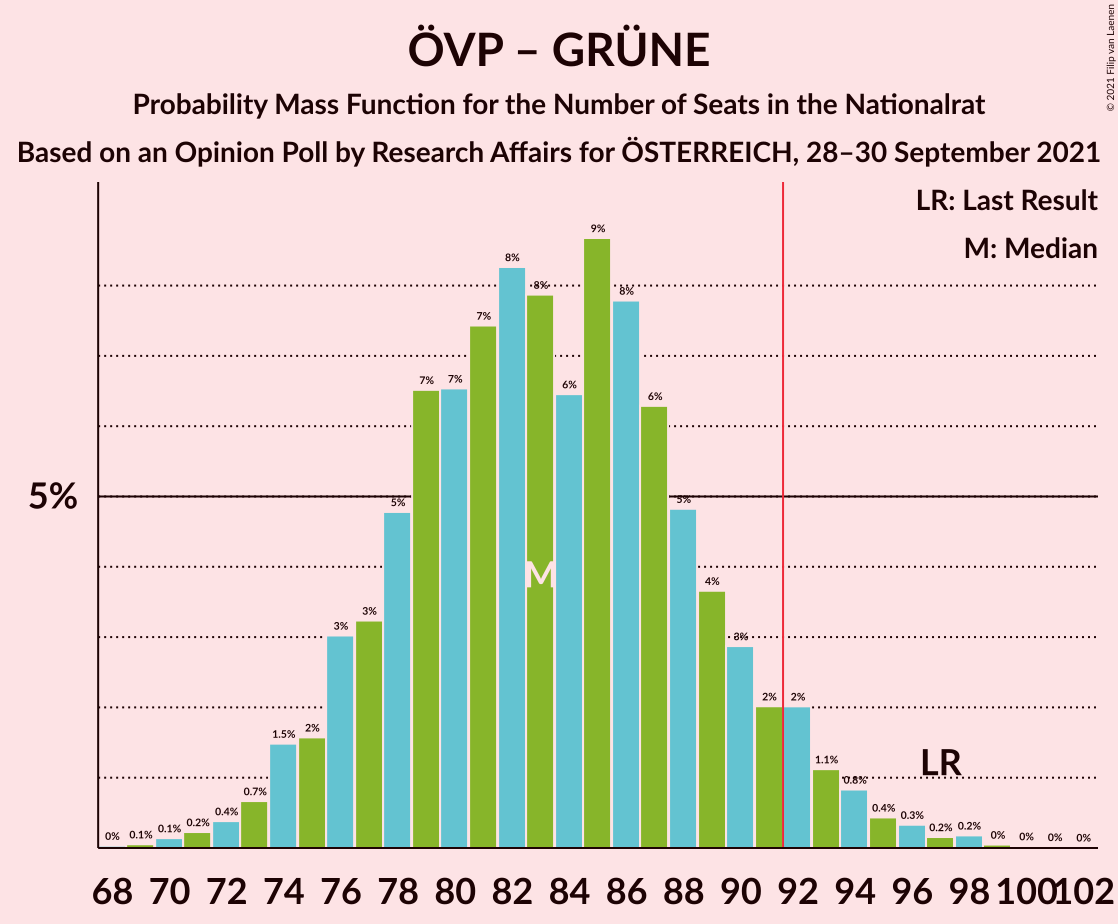 ÖVP – GRÜNE
Probability Mass Function for the Number of Seats in the Nationalrat
Based on an Opinion Poll by Research Affairs for ÖSTERREICH, 28–30 September 2021
© 2021 Filip van Laenen
LR: Last Result
M: Median
5%
0% 0.1% 0.1% 0.2% 0.4% 0.7% 1.5% 2% 3% 3% 5% 7% 7% 7% 8% 8% 6% 9% 8% 6% 5% 4% 3% 2% 2% 1.1% 0.8% 0.4% 0.3% 0.2% 0.2% 0% 0% 0% 0%
M
LR
68 70 72 74 76 78 80 82 84 86 88 90 92 94 96 98 100 102